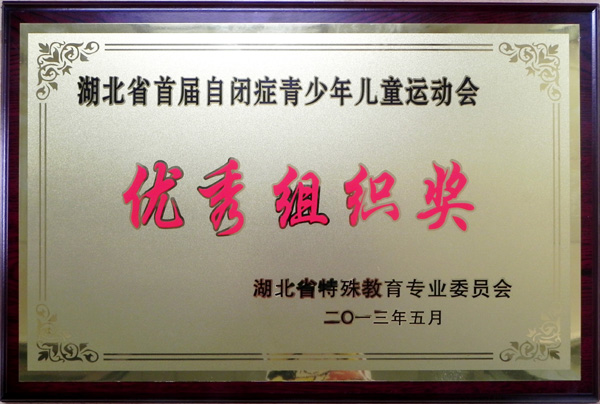 湖北省首届自闭症青少年儿童运动会
优秀组织奖
湖北省特殊教育专业委员会
二〇一三年五月